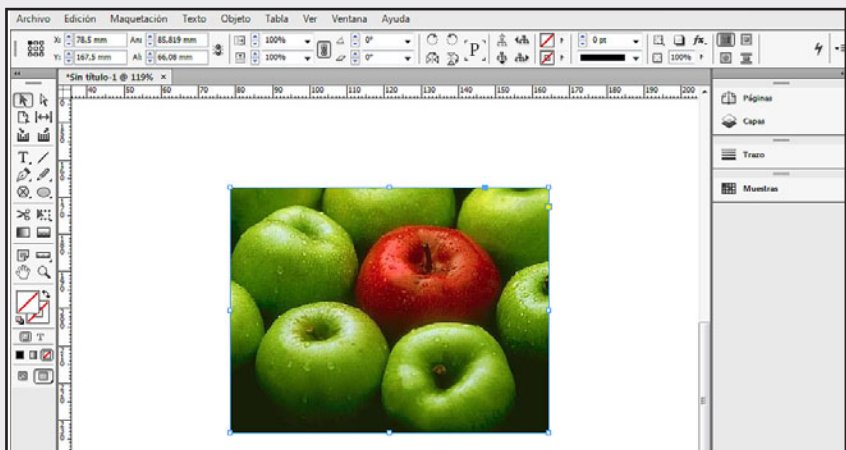 Archivo Edición Maquetación Texto Objeto Tabla Ver Ventana Ayuda
X: 78.5 mm An: 85.819 mm 100% 0° P 0 pt fx.
Y: 167.5 mm Al: 66.08 mm 100% 0° 100%
*Sin título-1 @ 119% ×
40 50 60 70 80 90 100 110 120 130 140 150 160 170 180 190 200
Páginas
Capas
Trazo
Muestras
T
T